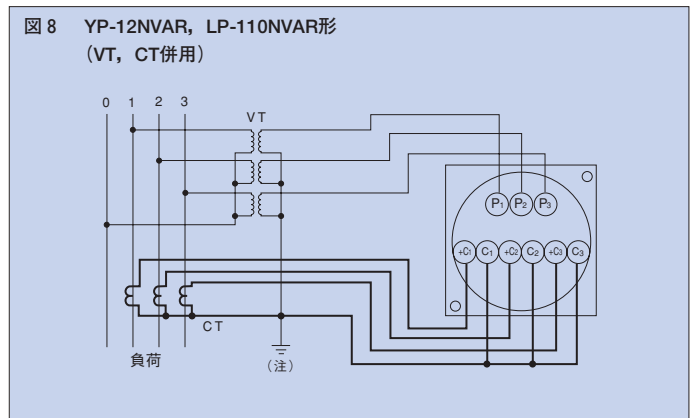 図8 YP-12NVAR，LP-110NVAR形
（VT，CT併用）
0 1 2 3
VT
P1 P2 P3
+C1 C1 +C2 C2 +C3 C3
CT
負荷
（注）